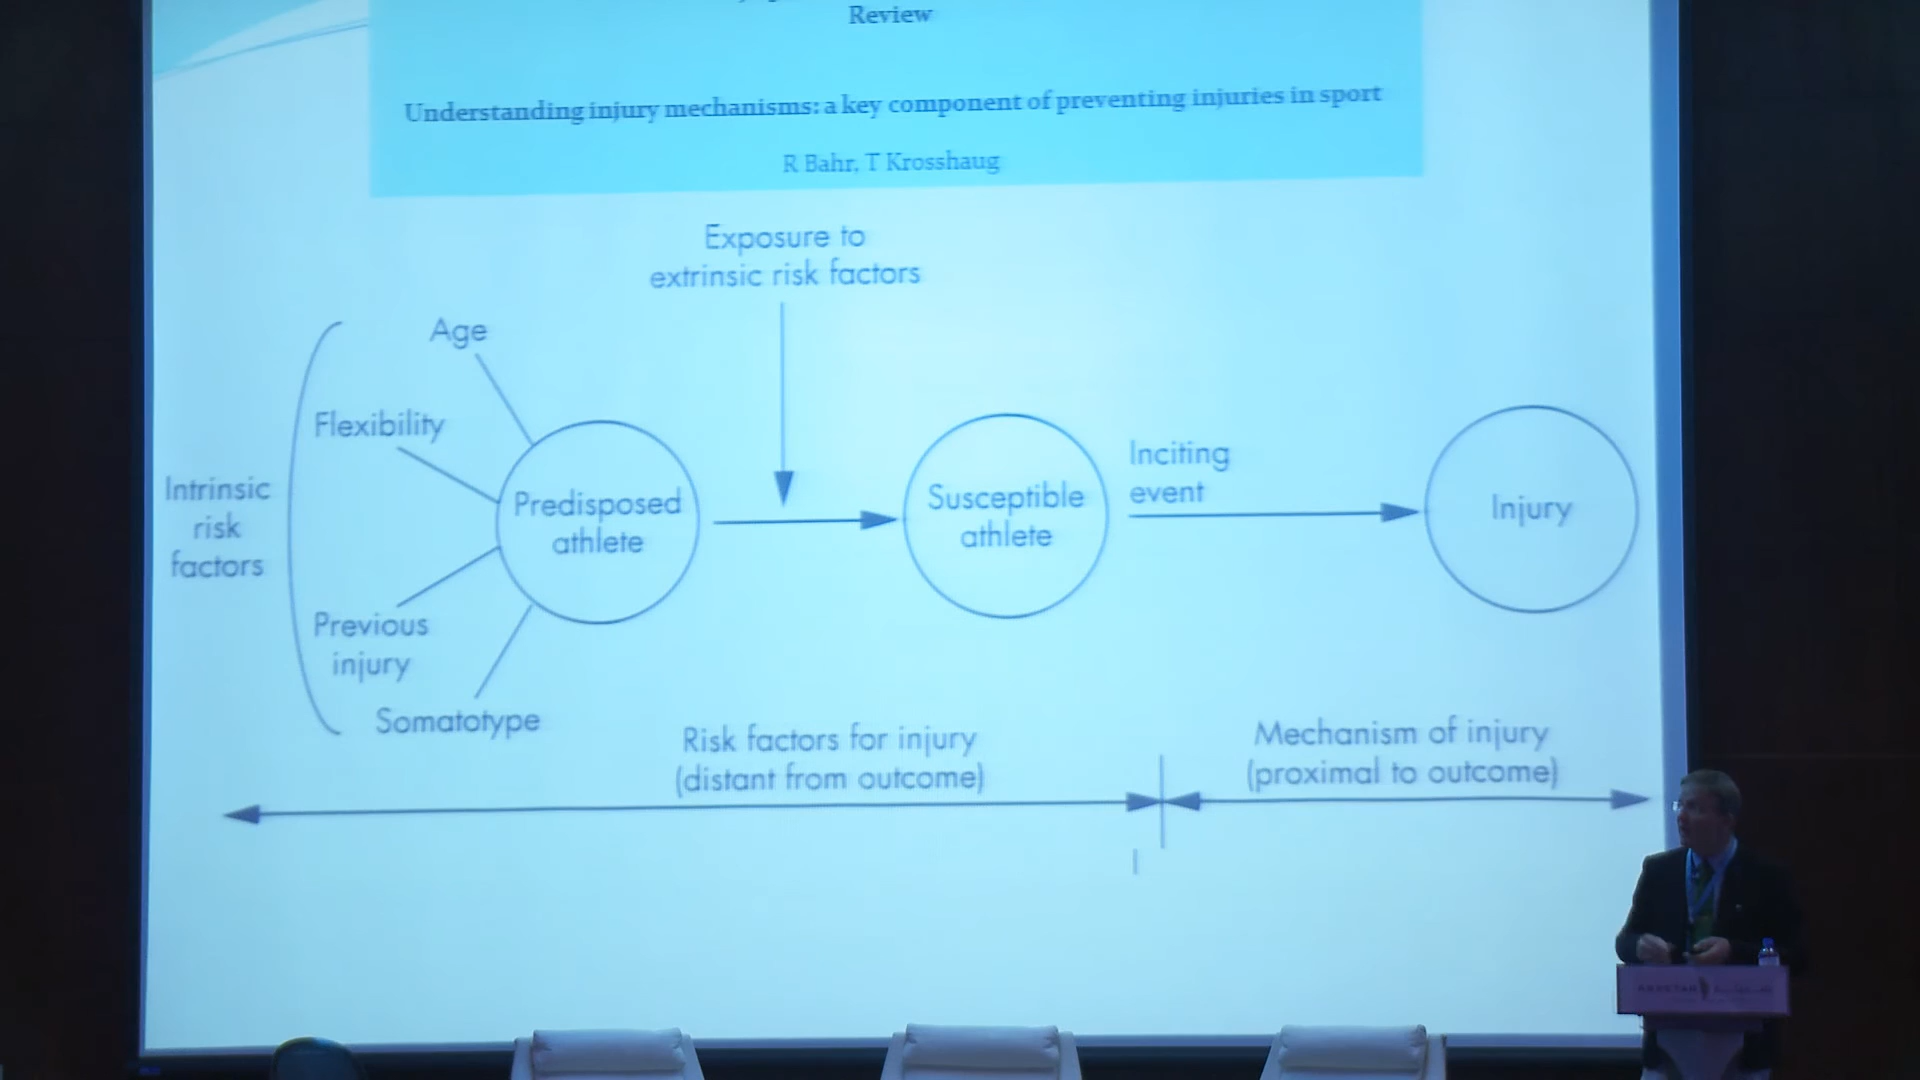 Review
Understanding injury mechanisms: a key component of preventing injuries in sport
R Bahr, T Krosshaug
Exposure to
extrinsic risk factors
Age
Flexibility
Intrinsic
risk
factors
Previous
injury
Somatotype
Predisposed
athlete
Susceptible
athlete
Inciting
event
Injury
Risk factors for injury
(distant from outcome)
Mechanism of injury
(proximal to outcome)